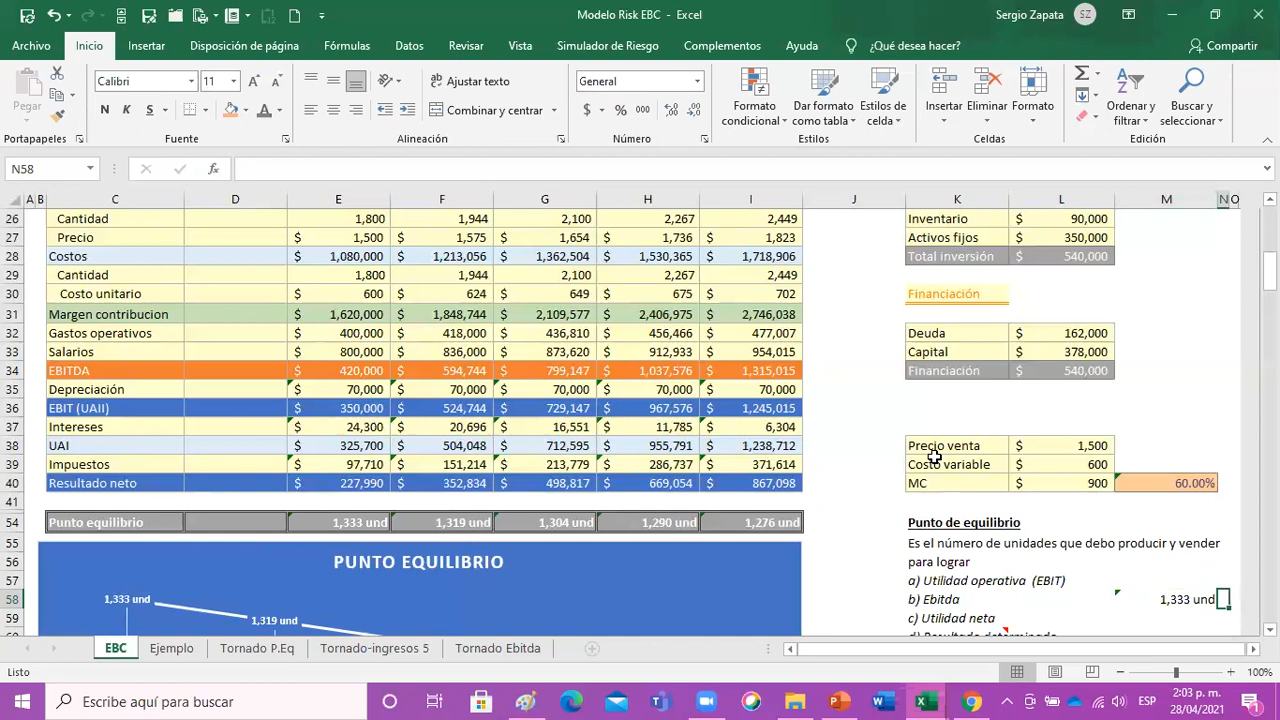 Modelo Risk EBC - Excel
Sergio Zapata SZ
Archivo Inicio Insertar Disposición de página Fórmulas Datos Revisar Vista Simulador de Riesgo Complementos Ayuda ¿Qué desea hacer? Compartir
Pegar
Calibri 11
N K S
Ajustar texto
Combinar y centrar
General
$ % 000
Formato condicional
Dar formato como tabla
Estilos de celda
Insertar Eliminar Formato
Ordenar y filtrar
Buscar y seleccionar
Portapapeles Fuente Alineación Número Estilos Celdas Edición
N58 fx
A B C D E F G H I J K L M N O
26 Cantidad 1,800 1,944 2,100 2,267 2,449 Inventario $ 90,000
27 Precio $ 1,500 $ 1,575 $ 1,654 $ 1,736 $ 1,823 Activos fijos $ 350,000
28 Costos $ 1,080,000 $ 1,213,056 $ 1,362,504 $ 1,530,365 $ 1,718,906 Total inversión $ 540,000
29 Cantidad 1,800 1,944 2,100 2,267 2,449
30 Costo unitario $ 600 $ 624 $ 649 $ 675 $ 702 Financiación
31 Margen contribucion $ 1,620,000 $ 1,848,744 $ 2,109,577 $ 2,406,975 $ 2,746,038
32 Gastos operativos $ 400,000 $ 418,000 $ 436,810 $ 456,466 $ 477,007 Deuda $ 162,000
33 Salarios $ 800,000 $ 836,000 $ 873,620 $ 912,933 $ 954,015 Capital $ 378,000
34 EBITDA $ 420,000 $ 594,744 $ 799,147 $ 1,037,576 $ 1,315,015 Financiación $ 540,000
35 Depreciación $ 70,000 $ 70,000 $ 70,000 $ 70,000 $ 70,000
36 EBIT (UAII) $ 350,000 $ 524,744 $ 729,147 $ 967,576 $ 1,245,015
37 Intereses $ 24,300 $ 20,696 $ 16,551 $ 11,785 $ 6,304
38 UAI $ 325,700 $ 504,048 $ 712,595 $ 955,791 $ 1,238,712 Precio venta $ 1,500
39 Impuestos $ 97,710 $ 151,214 $ 213,779 $ 286,737 $ 371,614 Costo variable $ 600
40 Resultado neto $ 227,990 $ 352,834 $ 498,817 $ 669,054 $ 867,098 MC $ 900 60.00%
41
54 Punto equilibrio 1,333 und 1,319 und 1,304 und 1,290 und 1,276 und Punto de equilibrio
55 Es el número de unidades que debo producir y vender
56 PUNTO EQUILIBRIO para lograr
57 a) Utilidad operativa (EBIT)
58 1,333 und b) Ebitda 1,333 und
59 1,319 und c) Utilidad neta
d) Resultado determinado
EBC Ejemplo Tornado P.Eq Tornado-ingresos 5 Tornado Ebitda
Listo 100%
Escribe aquí para buscar
ESP
2:03 p. m.
28/04/2021
1